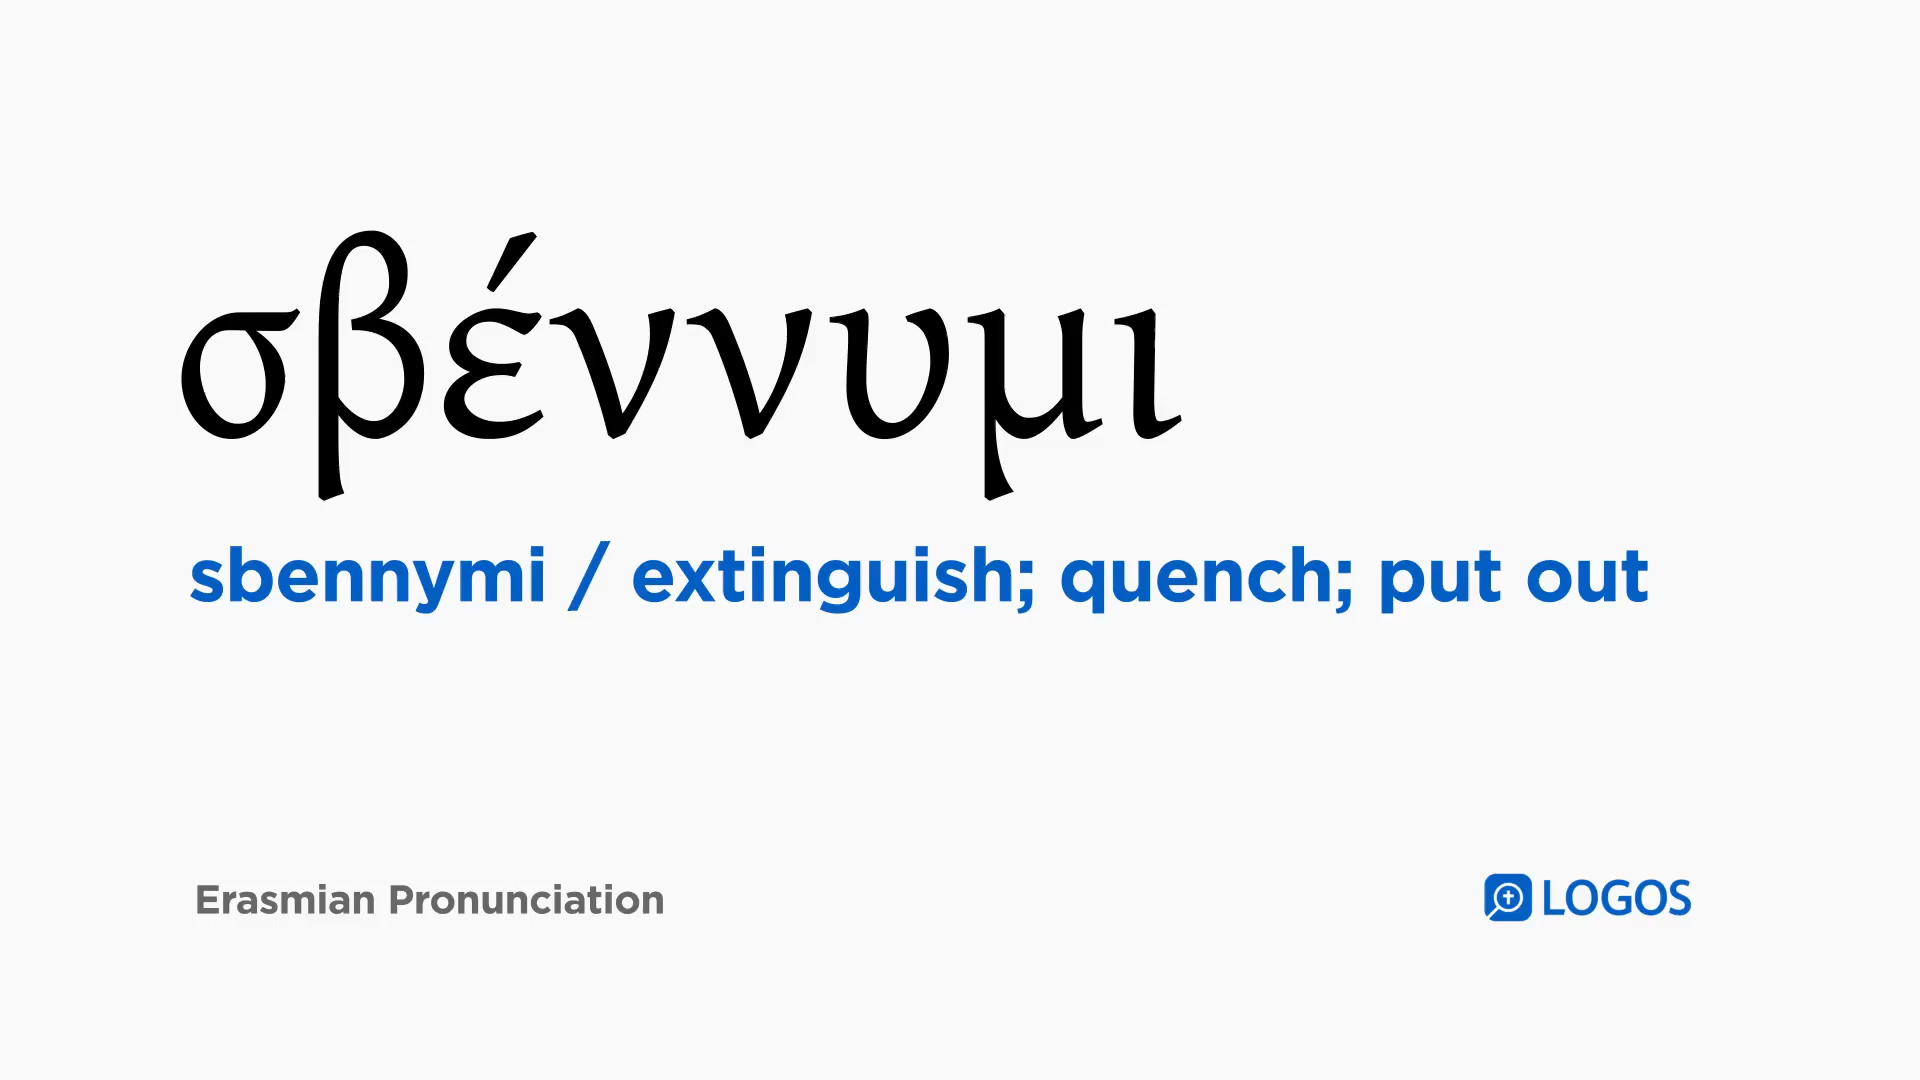 σβέννυμι
sbennymi / extinguish; quench; put out
Erasmian Pronunciation
LOGOS